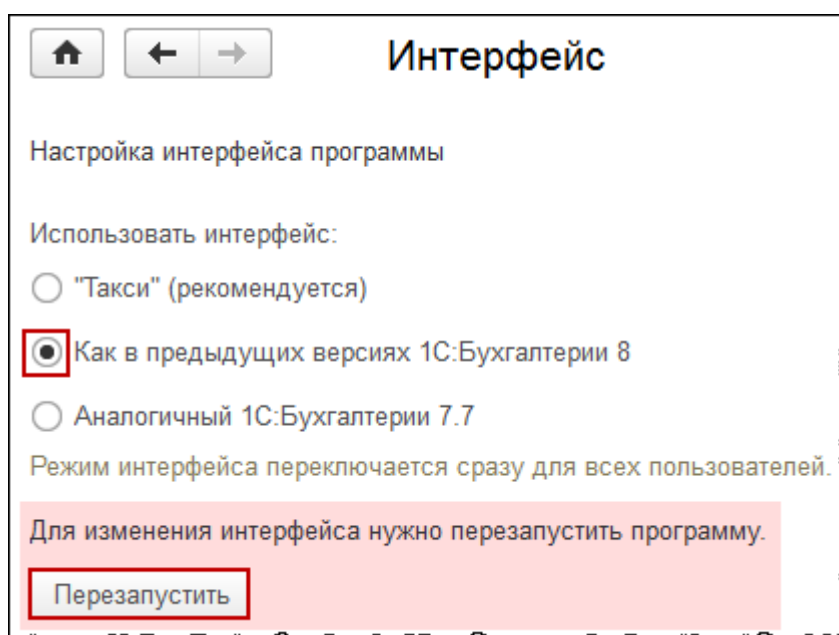 Интерфейс
Настройка интерфейса программы
Использовать интерфейс:
"Такси" (рекомендуется)
Как в предыдущих версиях 1С:Бухгалтерии 8
Аналогичный 1С:Бухгалтерии 7.7
Режим интерфейса переключается сразу для всех пользователей.
Для изменения интерфейса нужно перезапустить программу.
Перезапустить